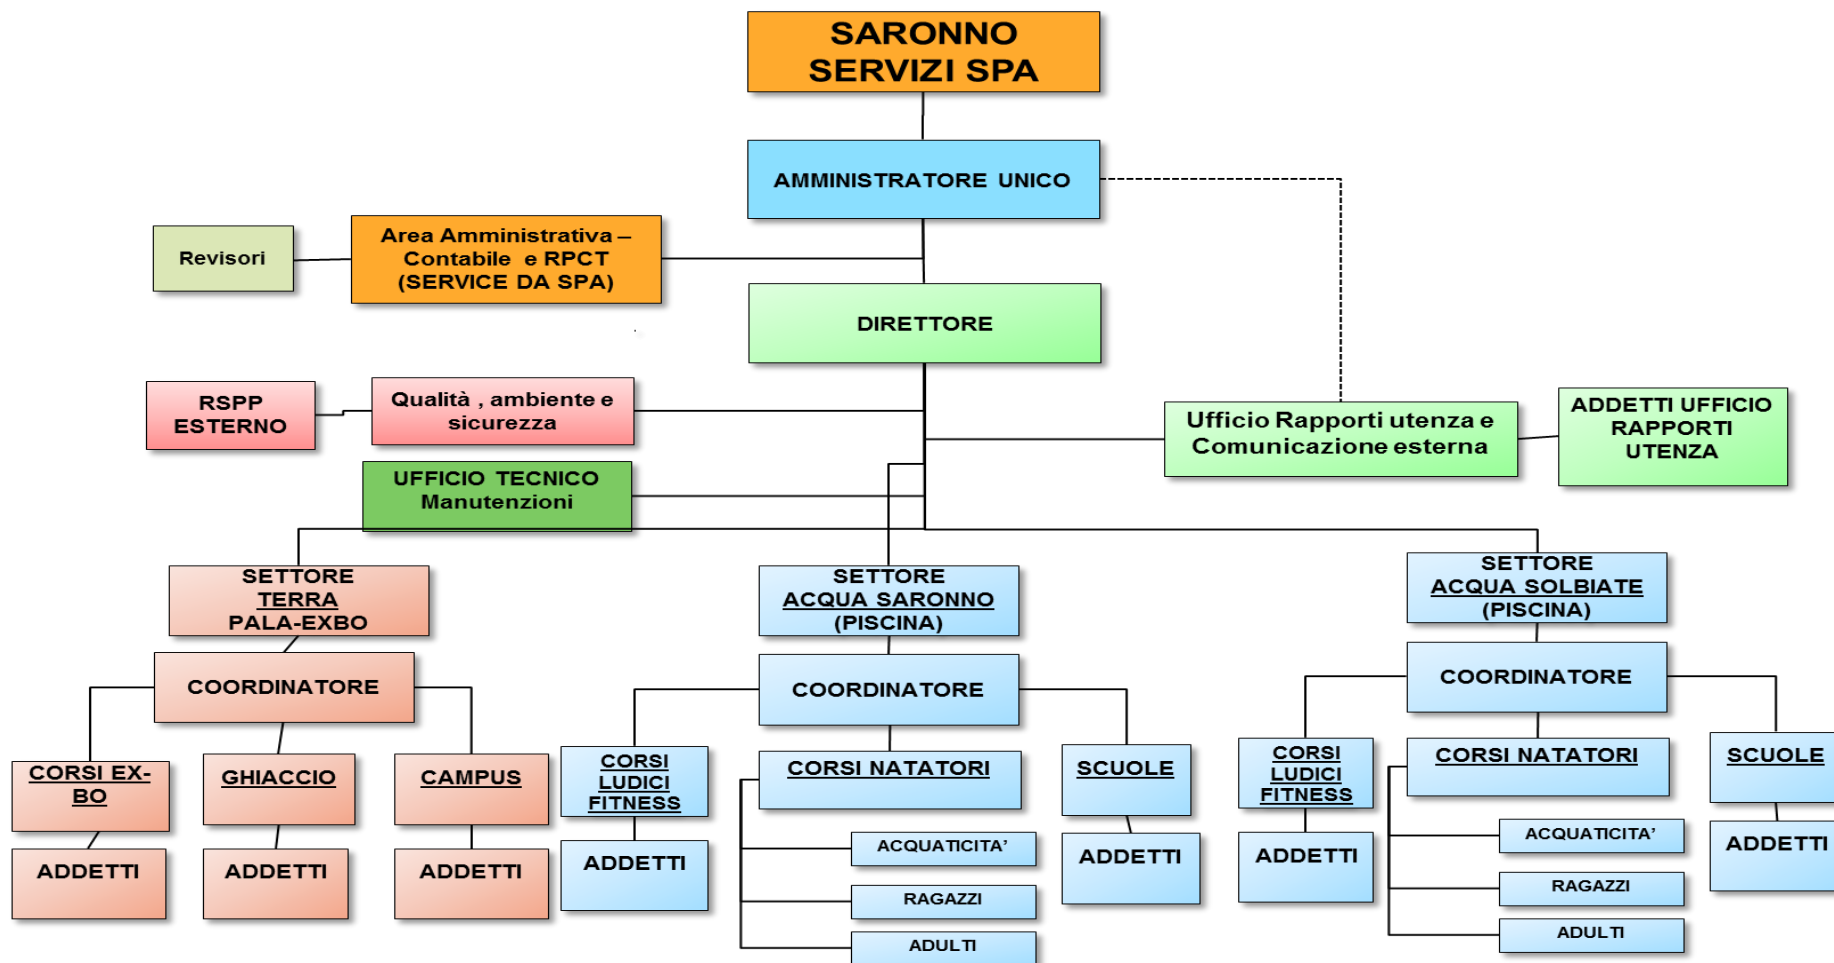 SARONNO
SERVIZI SPA
AMMINISTRATORE UNICO
Revisori
Area Amministrativa –
Contabile e RPCT
(SERVICE DA SPA)
DIRETTORE
RSPP
ESTERNO
Qualità , ambiente e
sicurezza
Ufficio Rapporti utenza e
Comunicazione esterna
ADDETTI UFFICIO
RAPPORTI
UTENZA
UFFICIO TECNICO
Manutenzioni
SETTORE
TERRA
PALA-EXBO
SETTORE
ACQUA SARONNO
(PISCINA)
SETTORE
ACQUA SOLBIATE
(PISCINA)
COORDINATORE
COORDINATORE
COORDINATORE
CORSI EX-
BO
GHIACCIO
CAMPUS
CORSI
LUDICI
FITNESS
CORSI NATATORI
SCUOLE
CORSI
LUDICI
FITNESS
CORSI NATATORI
SCUOLE
ADDETTI
ADDETTI
ADDETTI
ADDETTI
ACQUATICITA’
RAGAZZI
ADULTI
ADDETTI
ADDETTI
ACQUATICITA’
RAGAZZI
ADULTI
ADDETTI